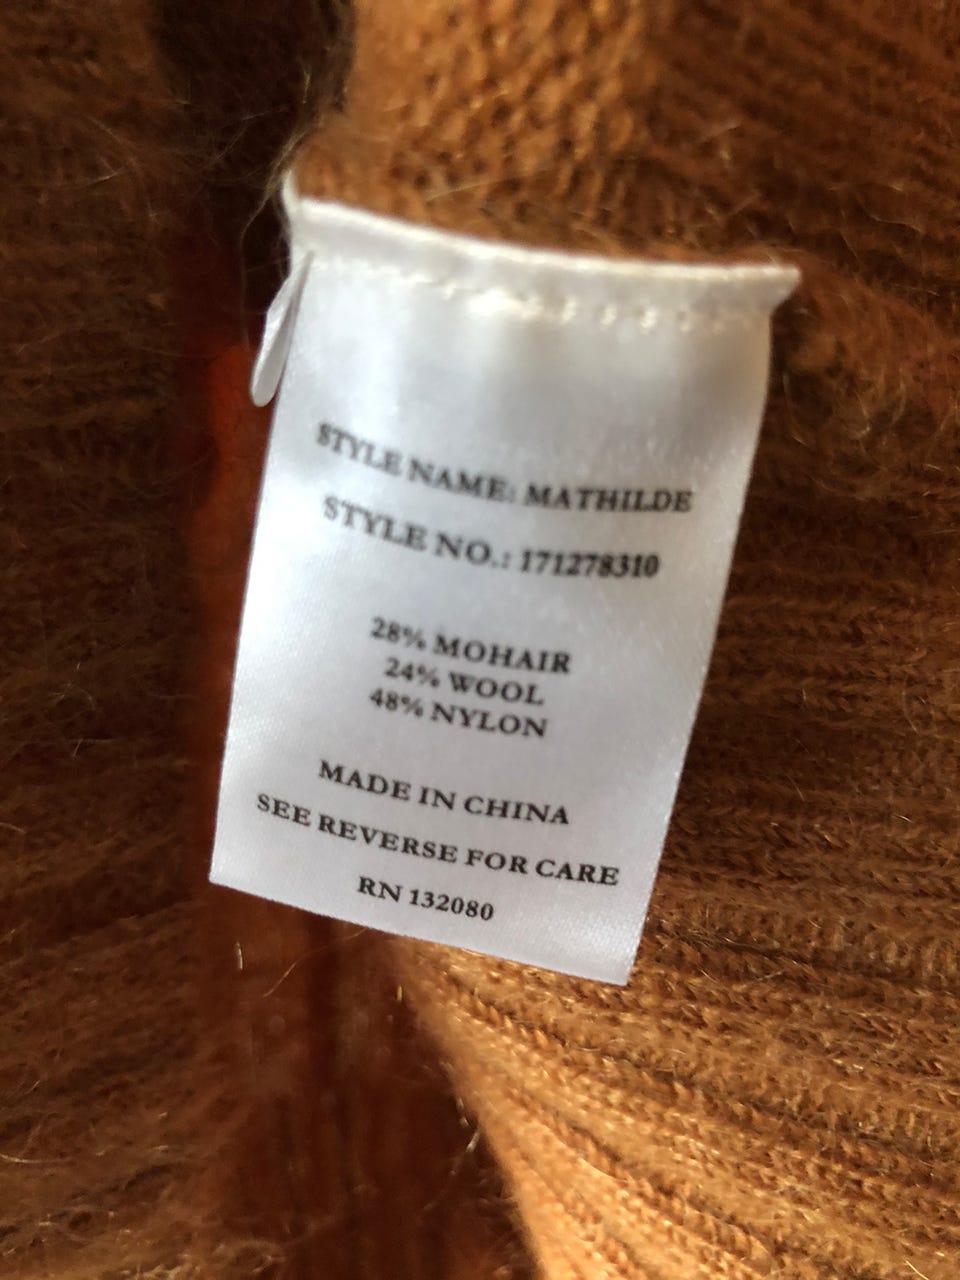 STYLE NAME: MATHILDE
STYLE NO.: 171278310
28% MOHAIR
24% WOOL
48% NYLON
MADE IN CHINA
SEE REVERSE FOR CARE
RN 132080